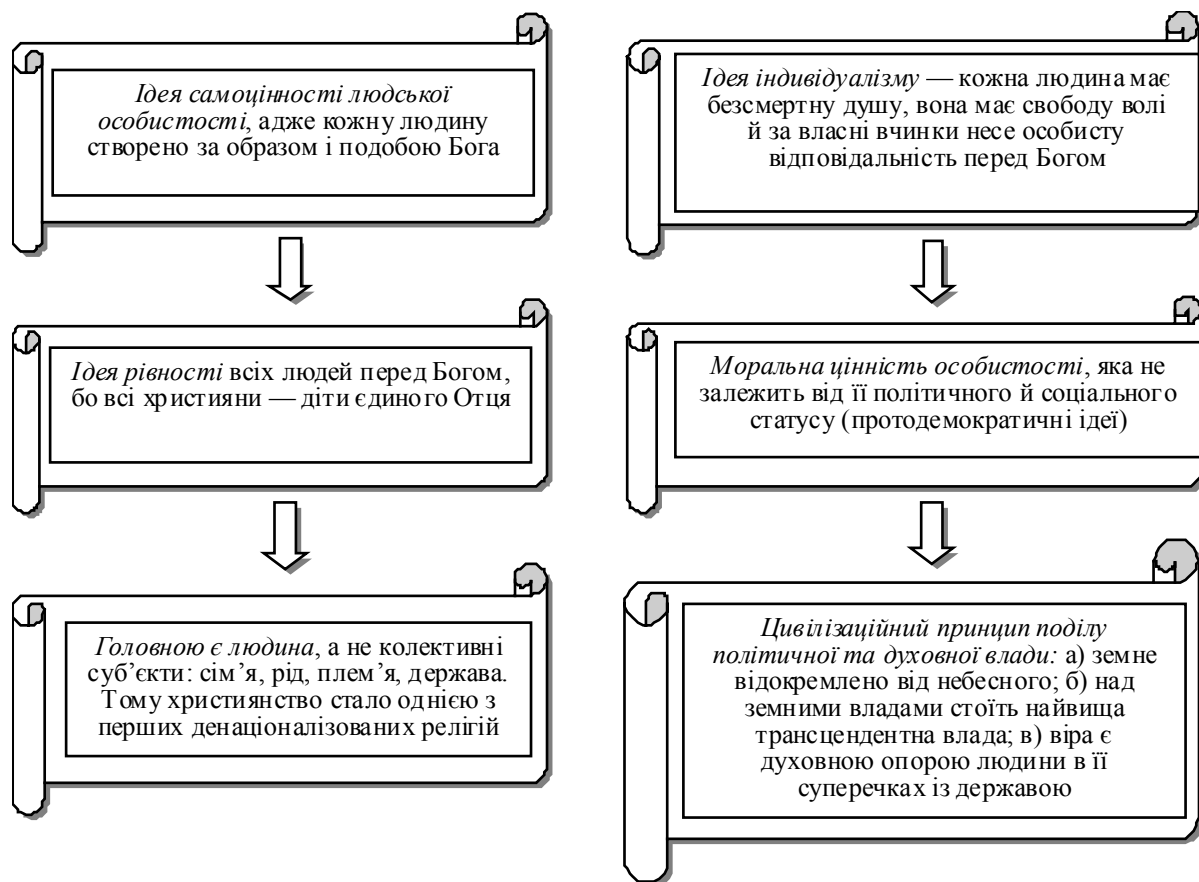 Ідея самоцінності людської
особистості, адже кожну людину
створено за образом і подобою Бога
Ідея рівності всіх людей перед Богом,
бо всі християни — діти єдиного Отця
Головною є людина, а не колективні
суб’єкти: сім’я, рід, плем’я, держава.
Тому християнство стало однією з
перших денаціоналізованих релігій
Ідея індивідуалізму — кожна людина має
безсмертну душу, вона має свободу волі
й за власні вчинки несе особисту
відповідальність перед Богом
Моральна цінність особистості, яка не
залежить від її політичного й соціального
статусу (протодемократичні ідеї)
Цивілізаційний принцип поділу
політичної та духовної влади: а) земне
відокремлено від небесного; б) над
земними владами стоїть найвища
трансцендентна влада; в) віра є
духовною опорою людини в її
суперечках із державою